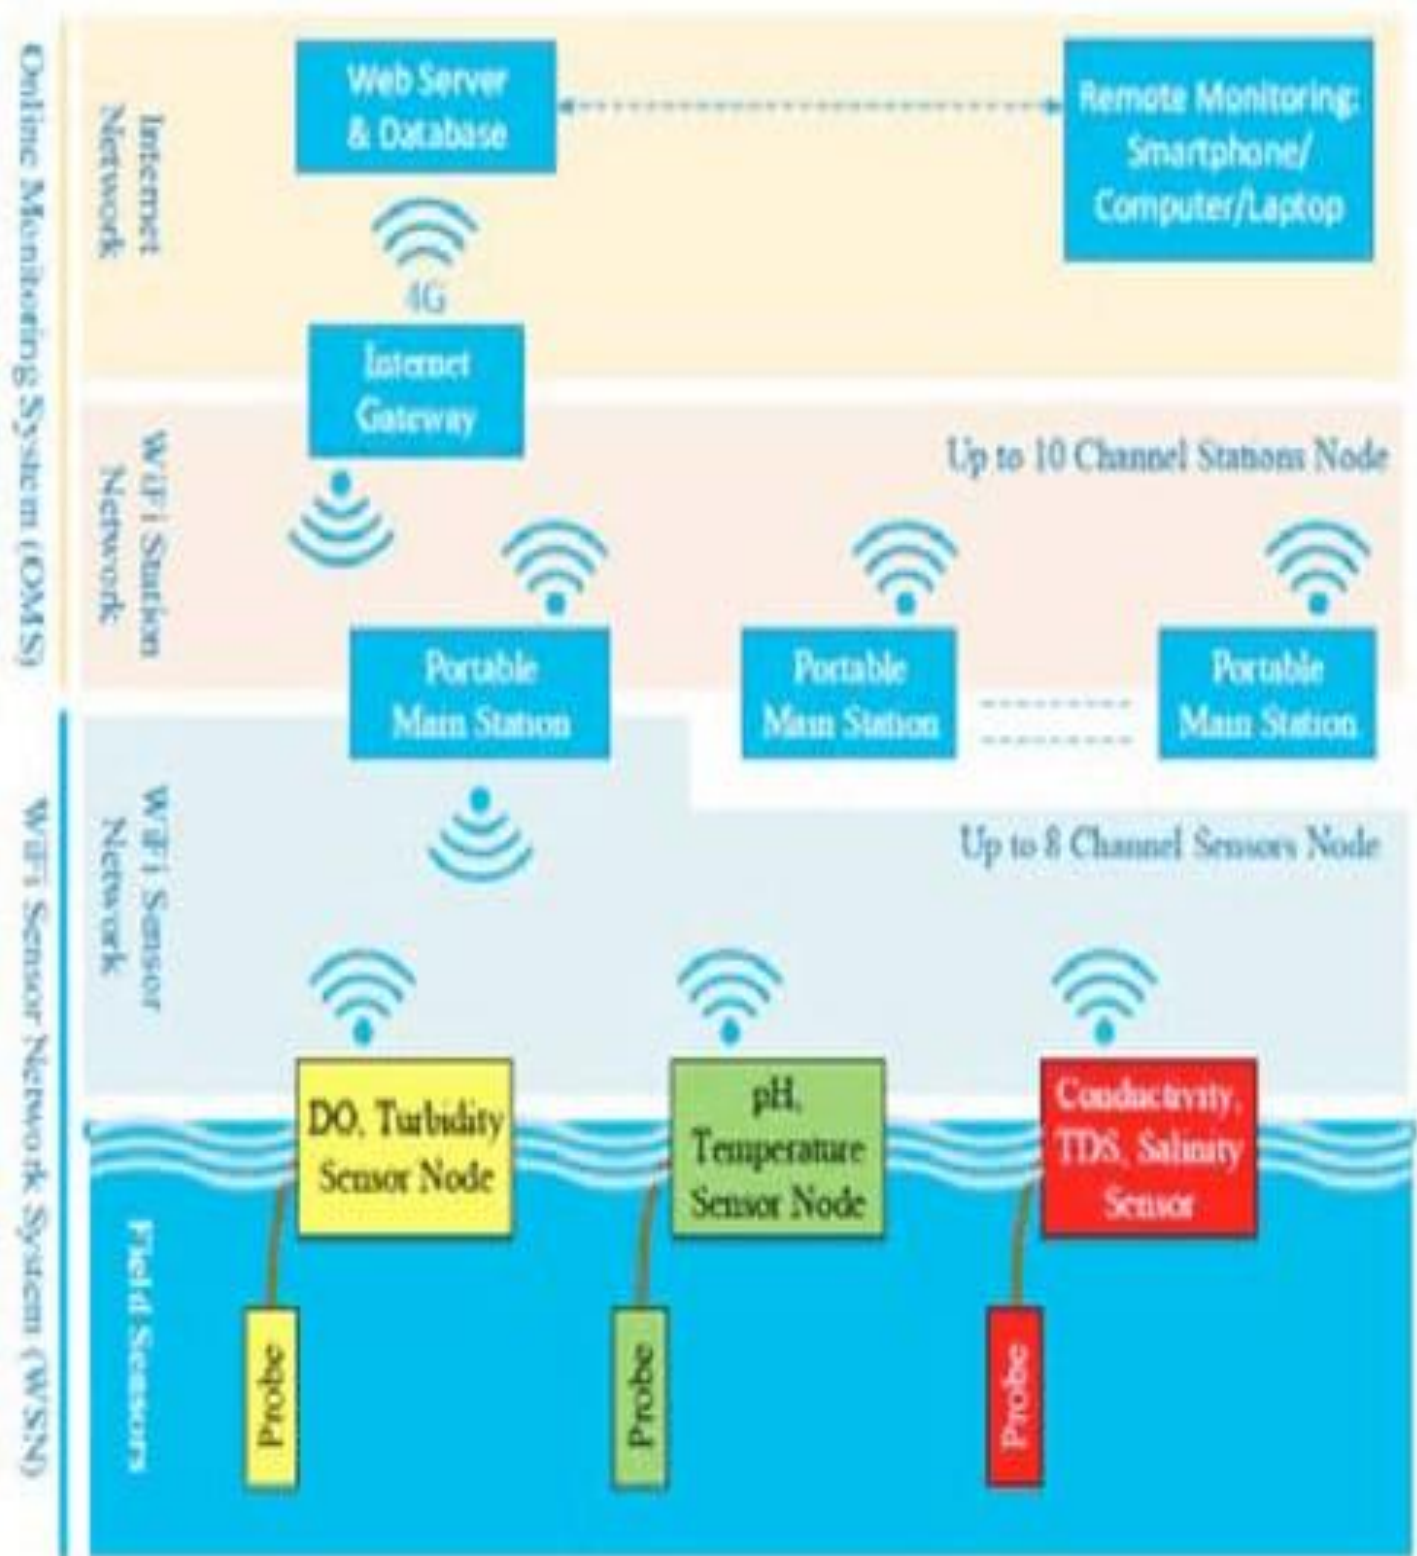 Online Monitoring System (OMS)
Internet
Network
Web Server
& Database
Remote Monitoring:
Smartphone/
Computer/Laptop
4G
Internet
Gateway
WiFi Station
Network
Up to 10 Channel Stations Node
Portable
Main Station
Portable
Main Station
Portable
Main Station
WiFi Sensor Network System (WSN)
WiFi Sensor
Network
Up to 8 Channel Sensors Node
DO, Turbidity
Sensor Node
pH,
Temperature
Sensor Node
Conductivity,
TDS, Salinity
Sensor
Field Sensors
Probe
Probe
Probe